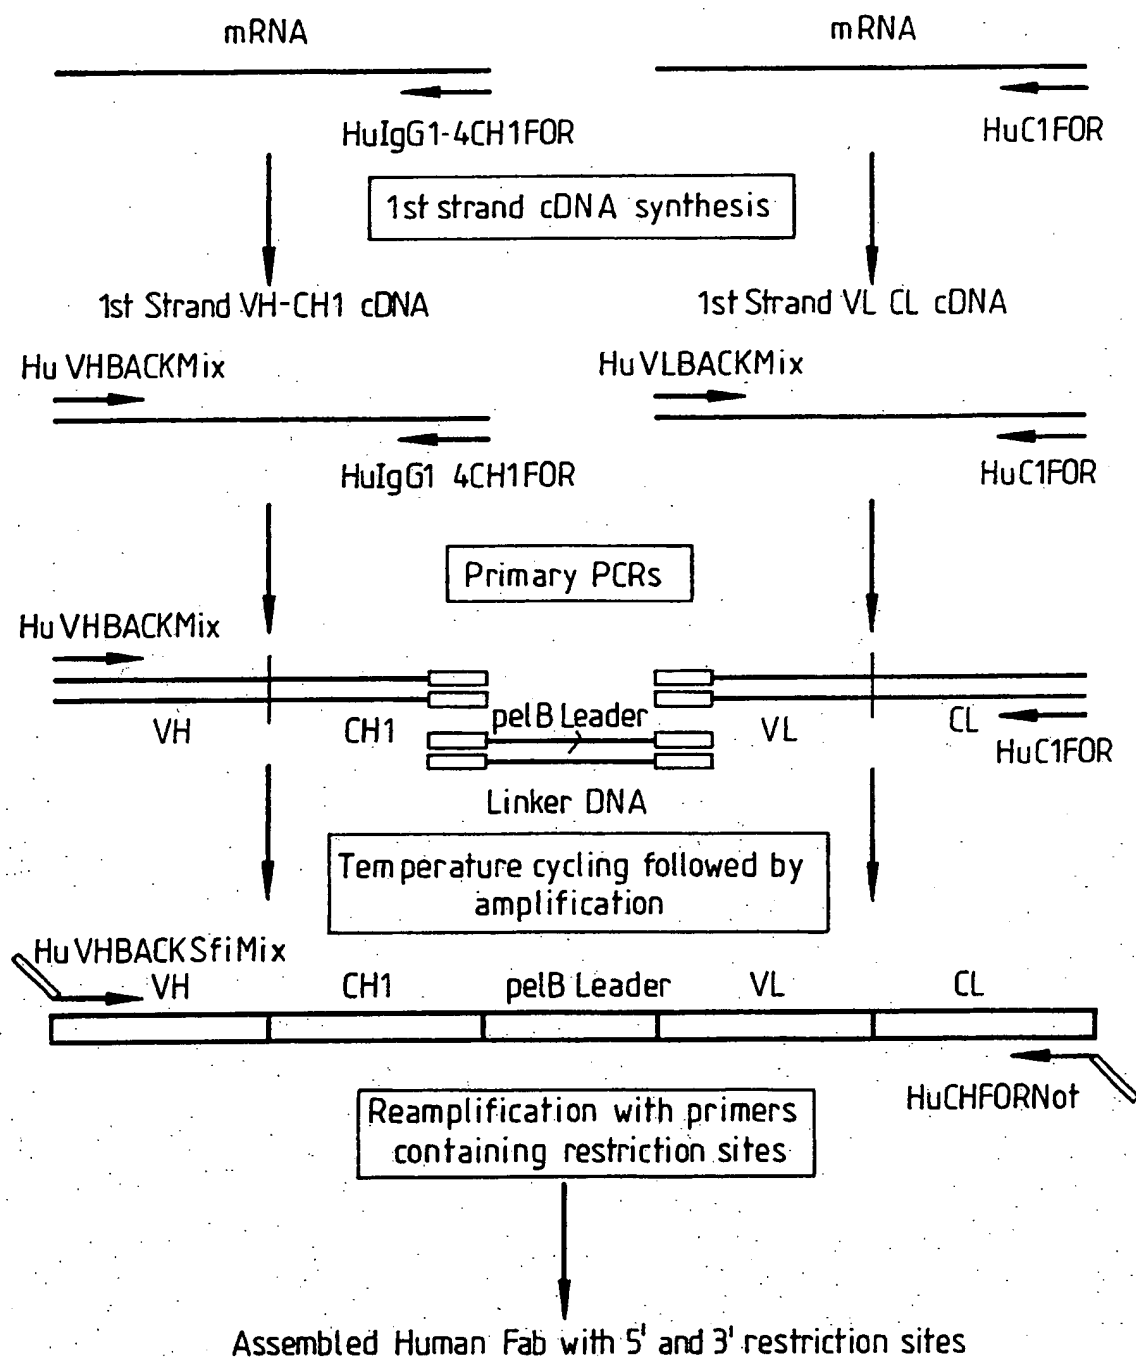 mRNA
mRNA
HuIgG1-4CH1FOR
HuC1FOR
1st strand cDNA synthesis
1st Strand VH-CH1 cDNA
1st Strand VL CL cDNA
Hu VHBACKMix
Hu VLBACKMix
HuIgG1 4CH1FOR
HuC1FOR
Primary PCRs
Hu VHBACKMix
VH
CH1
pelB Leader
VL
CL
HuC1FOR
Linker DNA
Temperature cycling followed by
amplification
Hu VHBACKSfiMix
VH
CH1
pelB Leader
VL
CL
HuCHFORNot
Reamplification with primers
containing restriction sites
Assembled Human Fab with 5' and 3' restriction sites